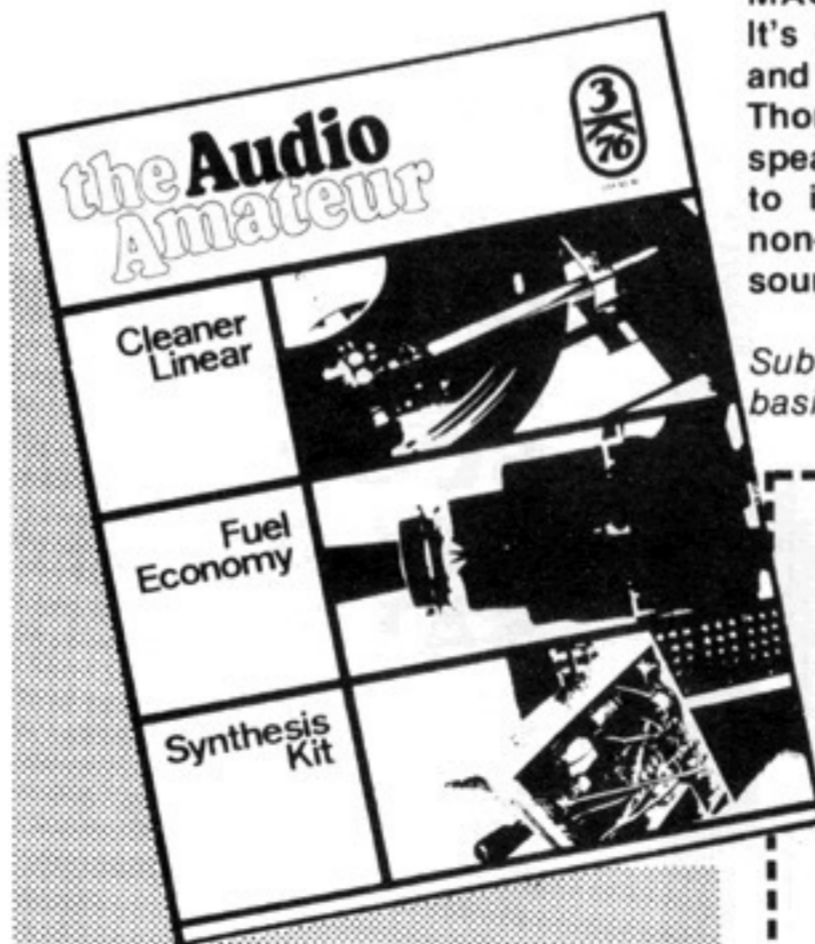 It's
and
Thor
spea
to i
non-
sour
Sub
basi
the Audio
Amateur
3
76
Cleaner
Linear
Fuel
Economy
Synthesis
Kit